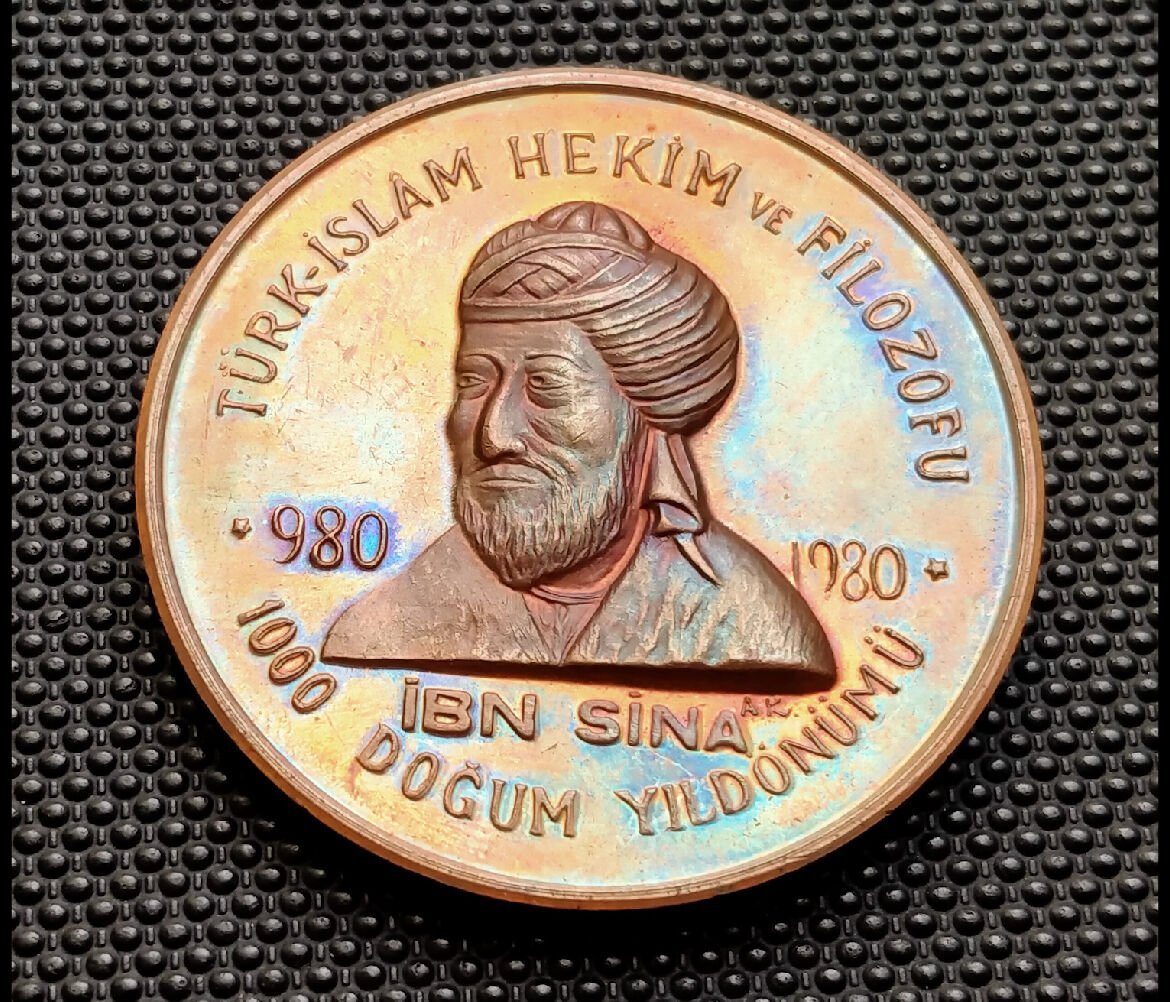 TÜRK-İSLÂM HEKİM VE FİLOZOFU
980
1980
İBN SİNA
A.K.
1000 DOĞUM YILDÖNÜMÜ